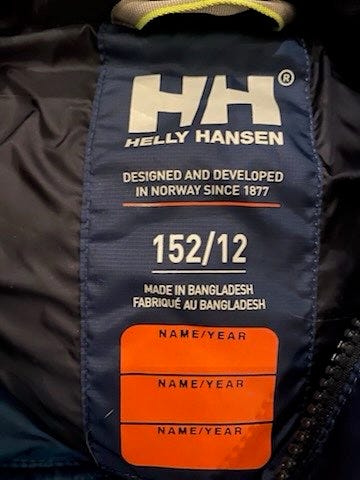 HH®
HELLY HANSEN
DESIGNED AND DEVELOPED
IN NORWAY SINCE 1877
152/12
MADE IN BANGLADESH
FABRIQUÉ AU BANGLADESH
NAME/YEAR
NAME/YEAR
NAME/YEAR